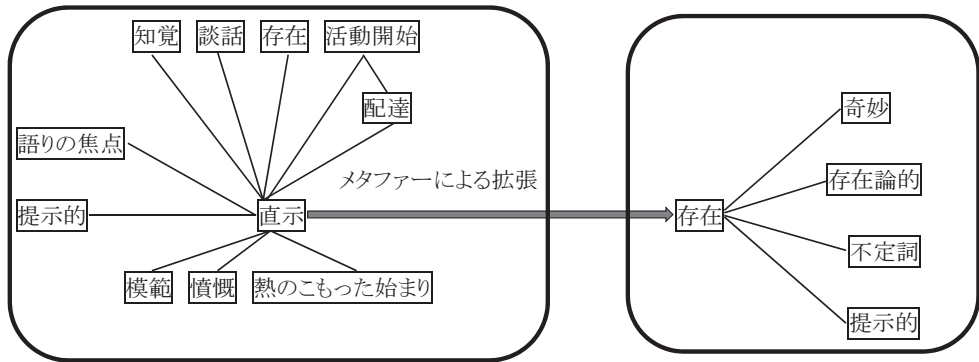 知覚
談話
存在
活動開始
配達
語りの焦点
提示的
直示
模範
憤慨
熱のこもった始まり
メタファーによる拡張
存在
奇妙
存在論的
不定詞
提示的